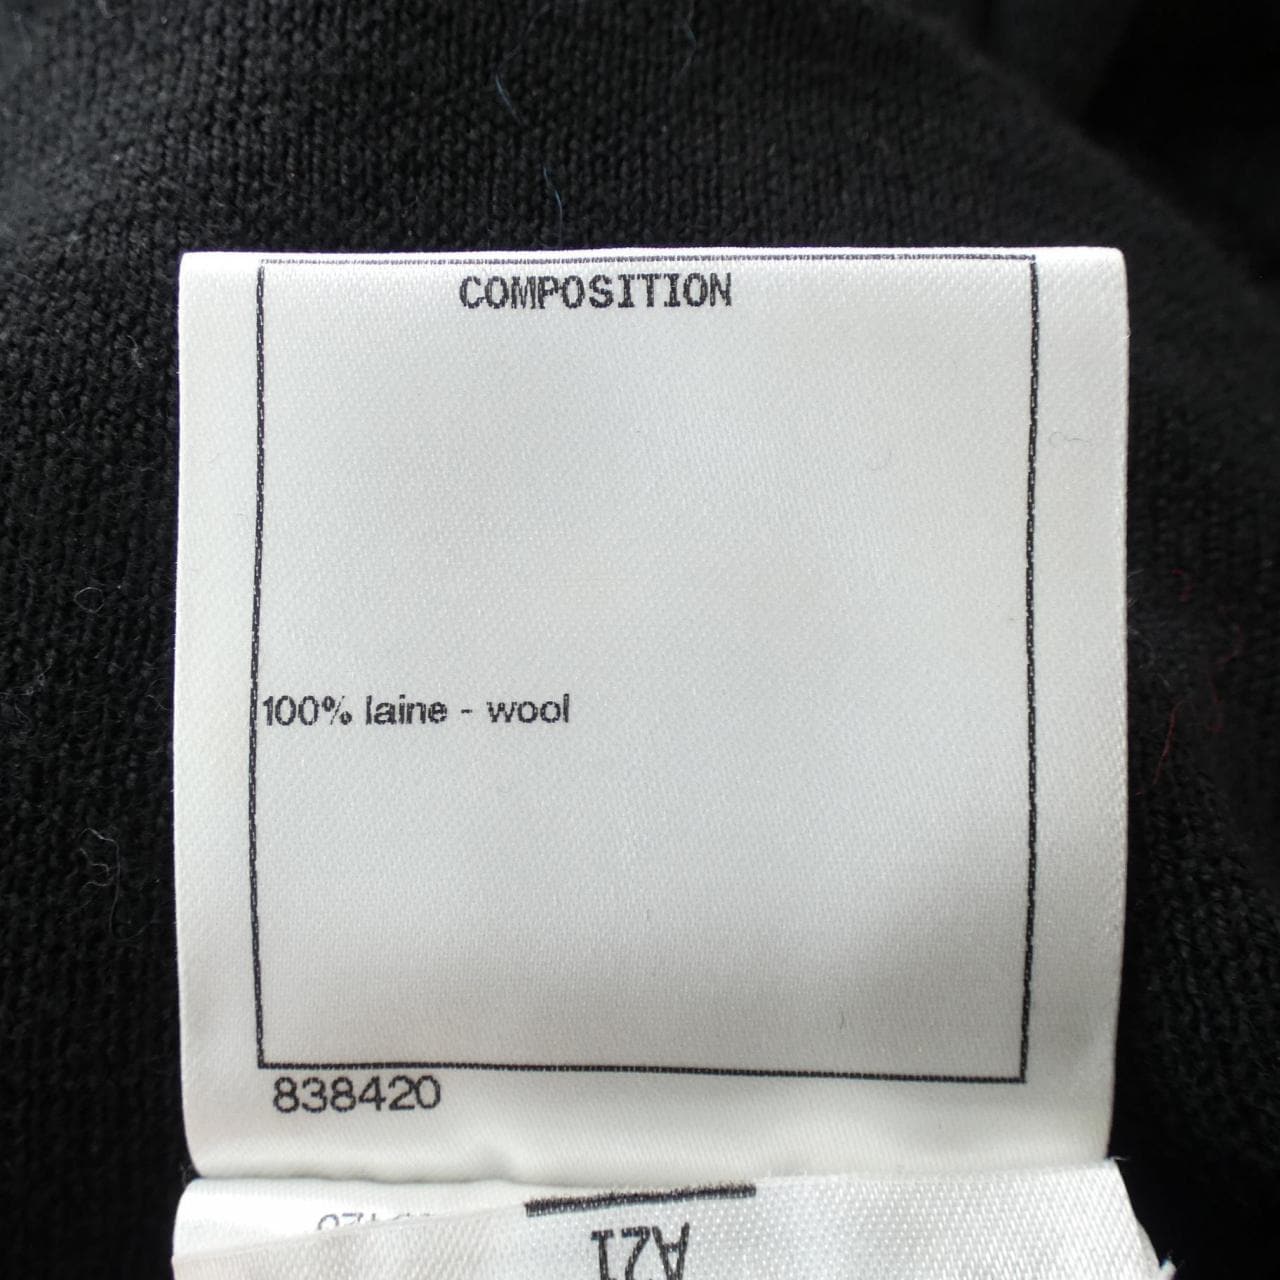 COMPOSITION
100% laine - wool
838420
A21